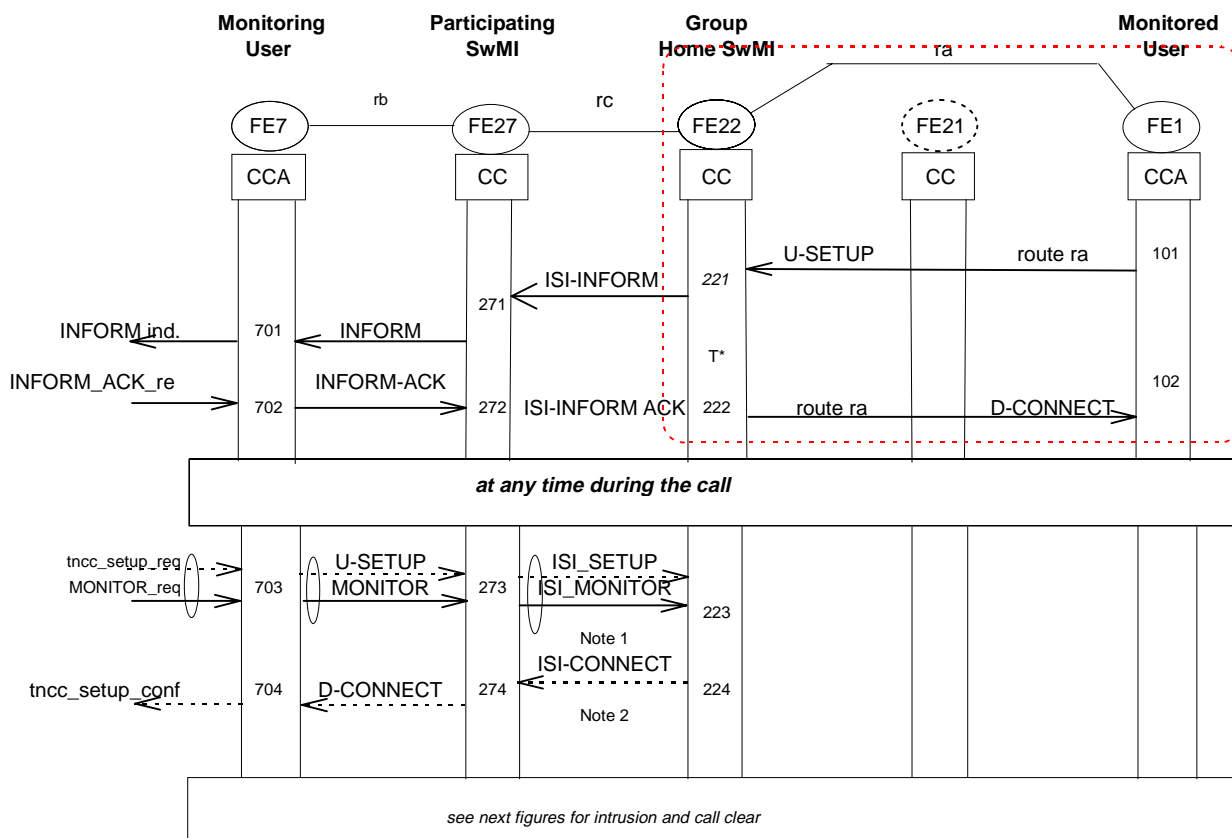 Monitoring User
Participating SwMI
Group Home SwMI
Monitored User
ra
rb
rc
FE7
FE27
FE22
FE21
FE1
CCA
CC
CC
CC
CCA
U-SETUP
route ra
101
ISI-INFORM
221
271
INFORM ind.
701
INFORM
T*
INFORM_ACK_re
INFORM-ACK
102
702
272
ISI-INFORM ACK
222
route ra
D-CONNECT
at any time during the call
tncc_setup_req
U-SETUP
ISI_SETUP
MONITOR_req
703
MONITOR
273
ISI_MONITOR
223
Note 1
ISI-CONNECT
tncc_setup_conf
704
D-CONNECT
274
224
Note 2
see next figures for intrusion and call clear